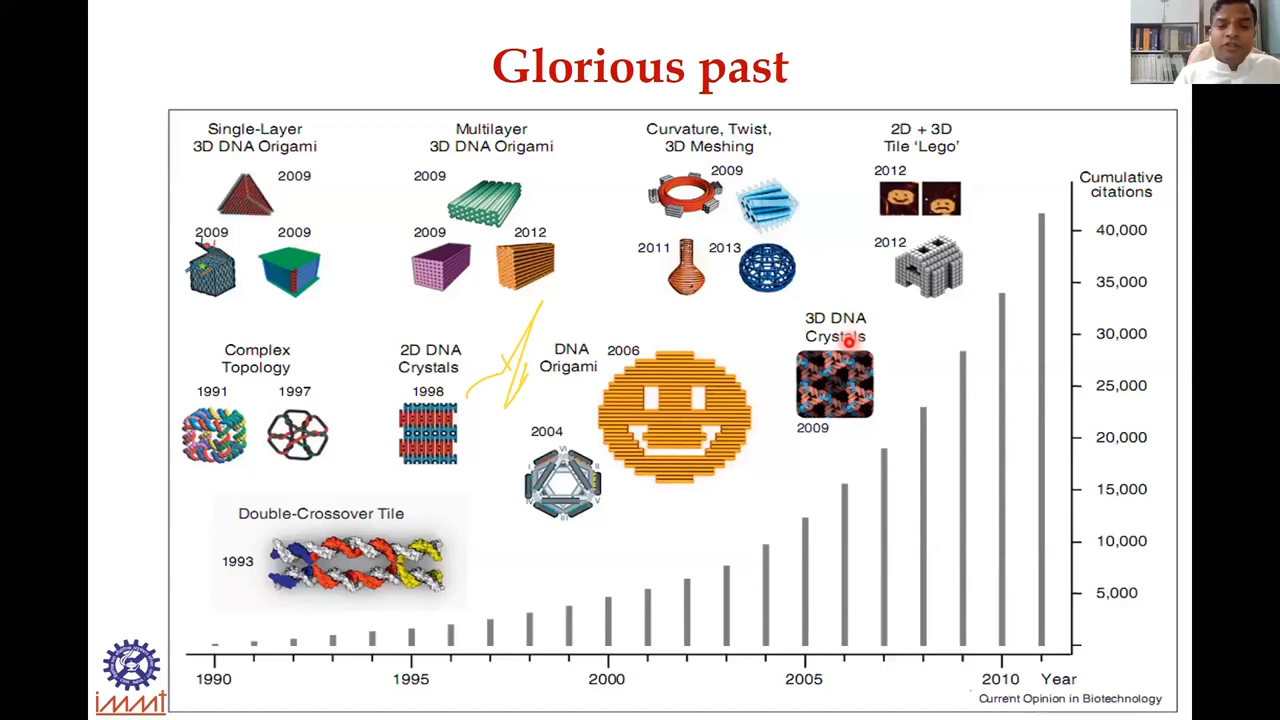 Glorious past
Single-Layer
3D DNA Origami
2009
2009
2009
Multilayer
3D DNA Origami
2009
2009
2012
Curvature, Twist,
3D Meshing
2009
2011
2013
2D + 3D
Tile ‘Lego’
2012
2012
Cumulative
citations
40,000
35,000
30,000
25,000
20,000
15,000
10,000
5,000
Complex
Topology
1991
1997
2D DNA
Crystals
1998
DNA
Origami
2006
2004
VI
I
II
IV
V
III
3D DNA
Crystals
2009
Double-Crossover Tile
1993
1990
1995
2000
2005
2010
Year
Current Opinion in Biotechnology
immt